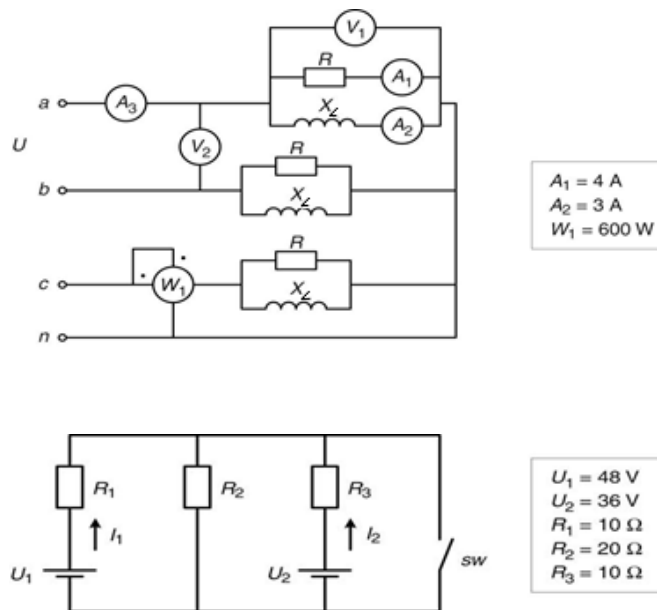 V₁
R
A₁
a
A₃
X_L
A₂
U
V₂
R
b
X_L
A₁ = 4 A
A₂ = 3 A
W₁ = 600 W
R
c
W₁
X_L
n
R₁
R₂
R₃
I₁
I₂
U₁
U₂
sw
U₁ = 48 V
U₂ = 36 V
R₁ = 10 Ω
R₂ = 20 Ω
R₃ = 10 Ω